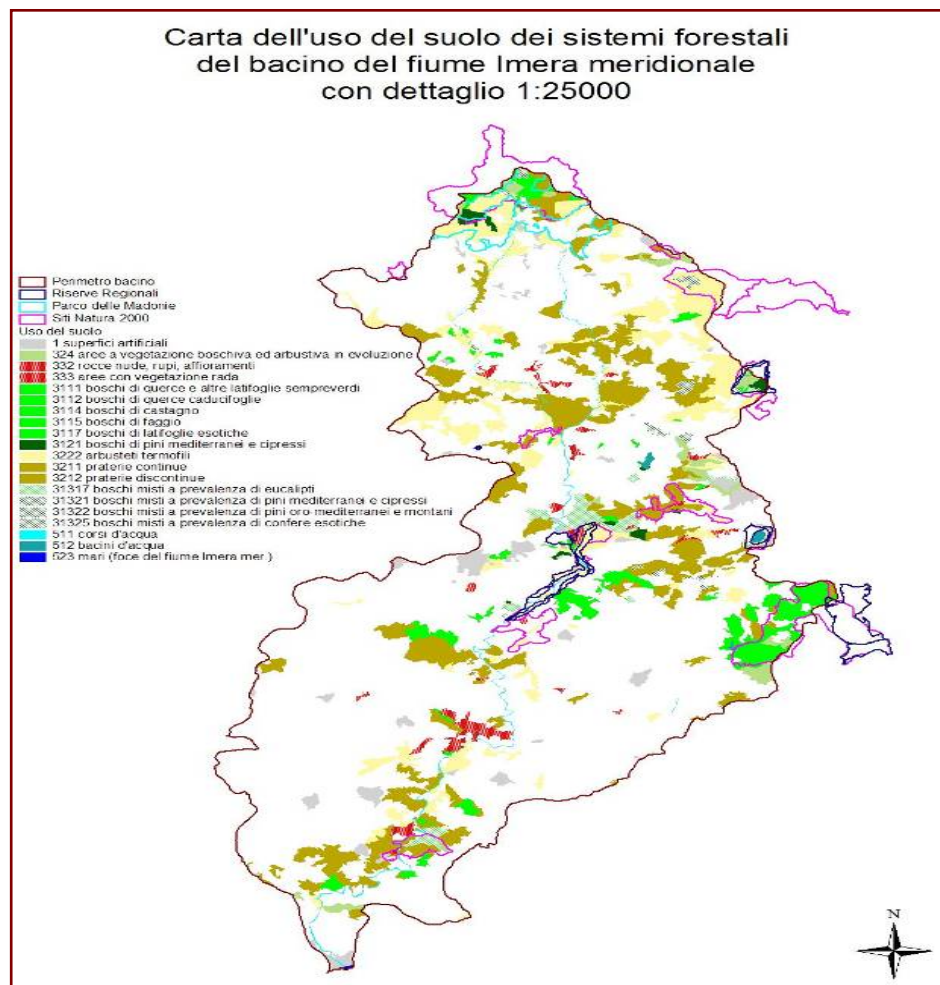 Carta dell'uso del suolo dei sistemi forestali
del bacino del fiume Imera meridionale
con dettaglio 1:25000
Perimetro bacino
Riserve Regionali
Parco delle Madonie
Siti Natura 2000
Uso del suolo
1 superfici artificiali
324 aree a vegetazione boschiva ed arbustiva in evoluzione
332 rocce nude, rupi, affioramenti
333 aree con vegetazione rada
3111 boschi di querce e altre latifoglie sempreverdi
3112 boschi di querce caducifoglie
3114 boschi di castagno
3115 boschi di faggio
3117 boschi di latifoglie esotiche
3121 boschi di pini mediterranei e cipressi
3222 arbusteti termofili
3211 praterie continue
3212 praterie discontinue
31317 boschi misti a prevalenza di eucalipti
31321 boschi misti a prevalenza di pini mediterranei e cipressi
31322 boschi misti a prevalenza di pini oro-mediterranei e montani
31325 boschi misti a prevalenza di confere esotiche
511 corsi d'acqua
512 bacini d'acqua
523 mari (foce del fiume Imera mer.)
N